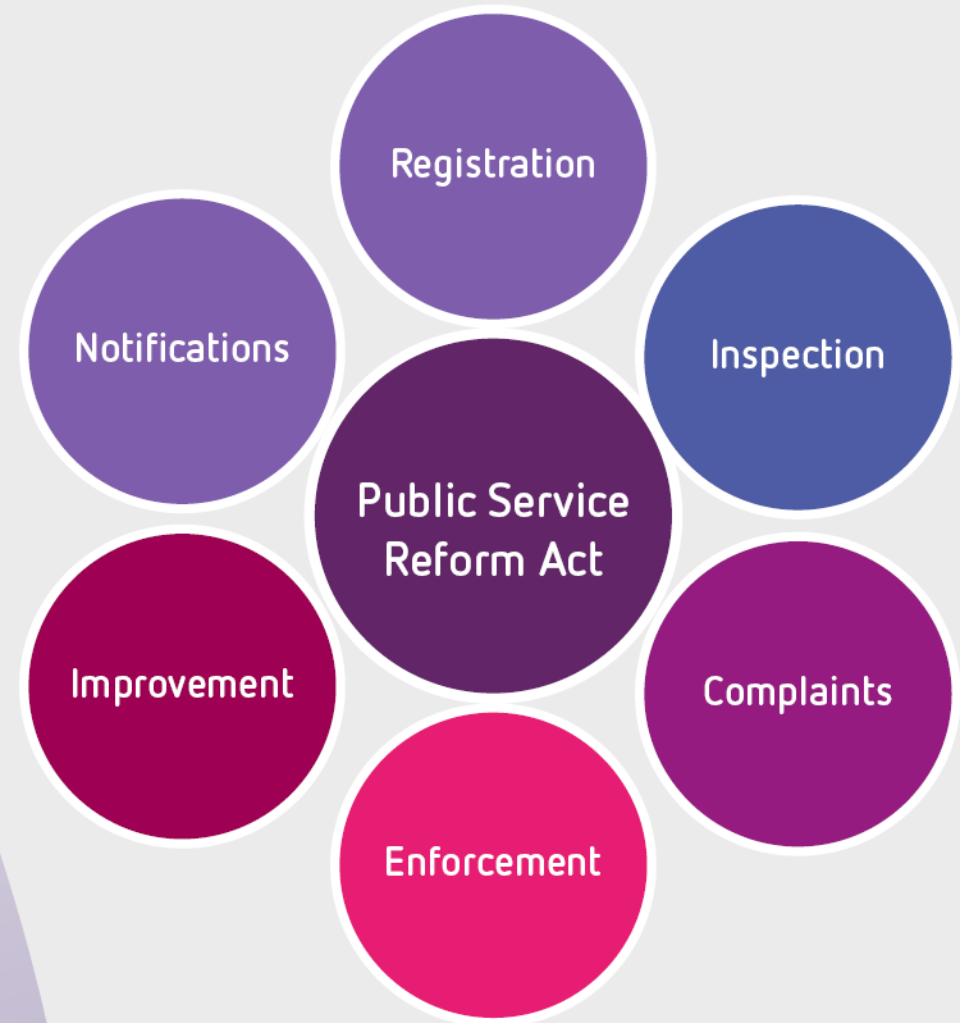 Registration
Notifications
Inspection
Public Service
Reform Act
Improvement
Complaints
Enforcement